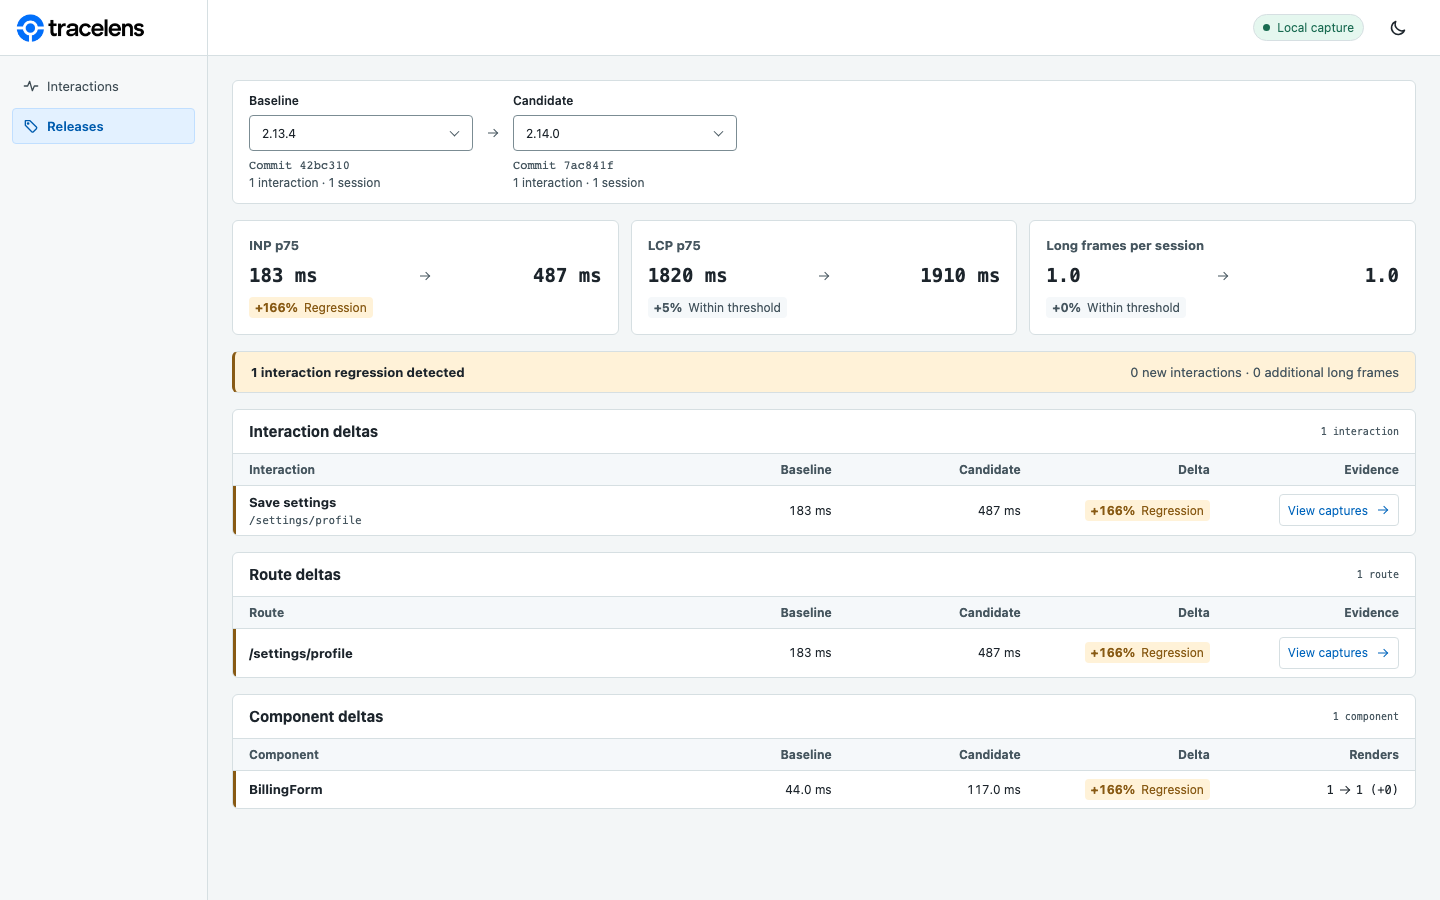 tracelens
Local capture
Interactions
Releases
Baseline
Candidate
2.13.4
→
2.14.0
Commit 42bc310
Commit 7ac841f
1 interaction · 1 session
1 interaction · 1 session
INP p75
183 ms → 487 ms
+166% Regression
LCP p75
1820 ms → 1910 ms
+5% Within threshold
Long frames per session
1.0 → 1.0
+0% Within threshold
1 interaction regression detected
0 new interactions · 0 additional long frames
Interaction deltas
1 interaction
Interaction Baseline Candidate Delta Evidence
Save settings
/settings/profile
183 ms 487 ms +166% Regression View captures →
Route deltas
1 route
Route Baseline Candidate Delta Evidence
/settings/profile 183 ms 487 ms +166% Regression View captures →
Component deltas
1 component
Component Baseline Candidate Delta Renders
BillingForm 44.0 ms 117.0 ms +166% Regression 1 → 1 (+0)